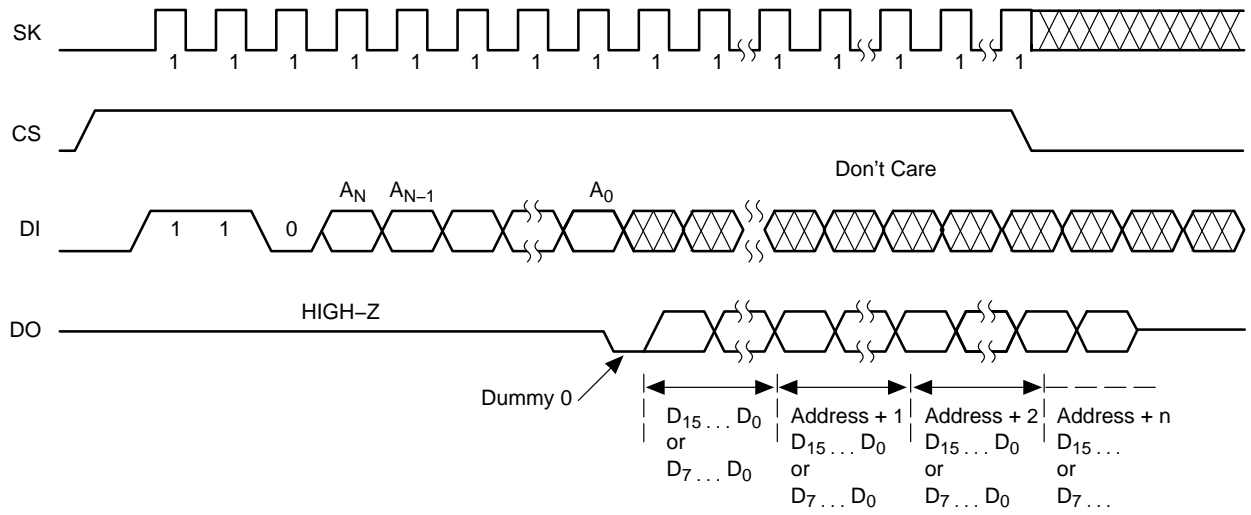 SK
1 1 1 1 1 1 1 1 1 1 1 1 1 1 1
CS
Don't Care
A_N A_N–1 A_0
DI
1 1 0
HIGH–Z
DO
Dummy 0
D_15 . . . D_0
or
D_7 . . . D_0
Address + 1
D_15 . . . D_0
or
D_7 . . . D_0
Address + 2
D_15 . . . D_0
or
D_7 . . . D_0
Address + n
D_15 . . .
or
D_7 . . .